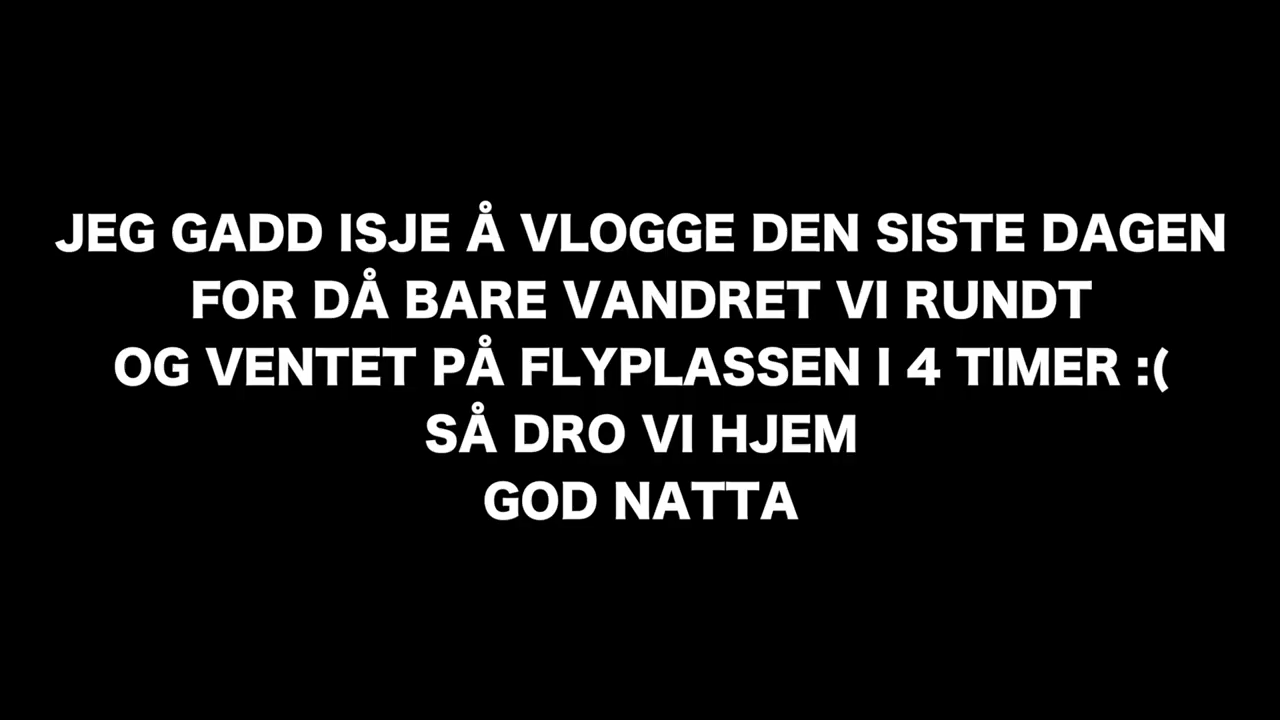 JEG GADD ISJE Å VLOGGE DEN SISTE DAGEN
FOR DÅ BARE VANDRET VI RUNDT
OG VENTET PÅ FLYPLASSEN I 4 TIMER :(
SÅ DRO VI HJEM
GOD NATTA